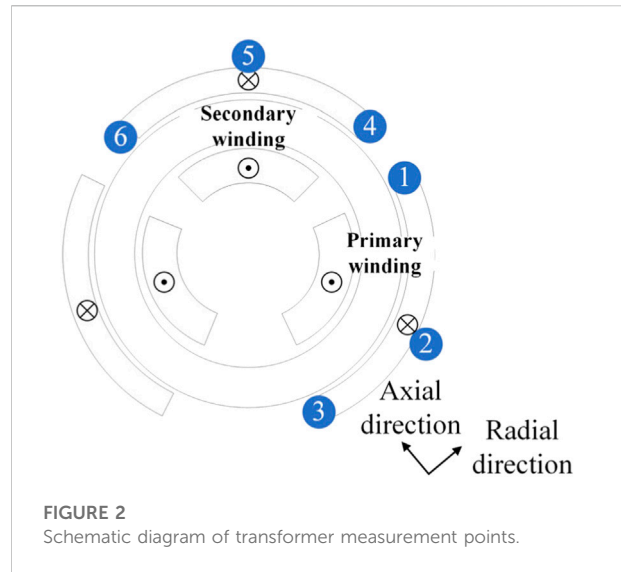 5
Secondary
winding
4
6
1
Primary
winding
2
3
Axial
direction
Radial
direction
FIGURE 2
Schematic diagram of transformer measurement points.